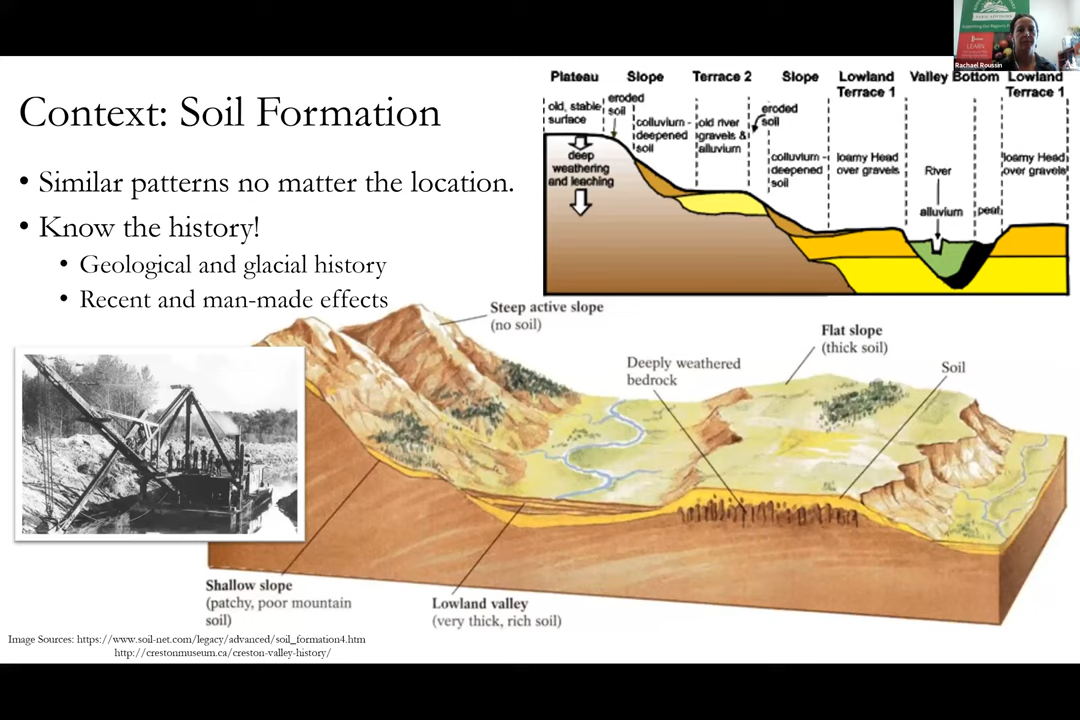 Rachael Roussin
LEARN
Context: Soil Formation
• Similar patterns no matter the location.
• Know the history!
• Geological and glacial history
• Recent and man-made effects
Plateau
Slope
Terrace 2
Slope
Lowland
Terrace 1
Valley Bottom
Lowland
Terrace 1
old, stable
surface
eroded
soil
colluvium -
deepened
soil
old river
gravels &
alluvium
eroded
soil
colluvium -
deepened
soil
loamy Head
over gravels
River
alluvium
peat
loamy Head
over gravels
deep
weathering
and leaching
Steep active slope
(no soil)
Deeply weathered
bedrock
Flat slope
(thick soil)
Soil
Shallow slope
(patchy, poor mountain
soil)
Lowland valley
(very thick, rich soil)
Image Sources: https://www.soil-net.com/legacy/advanced/soil_formation4.htm
http://crestonmuseum.ca/creston-valley-history/